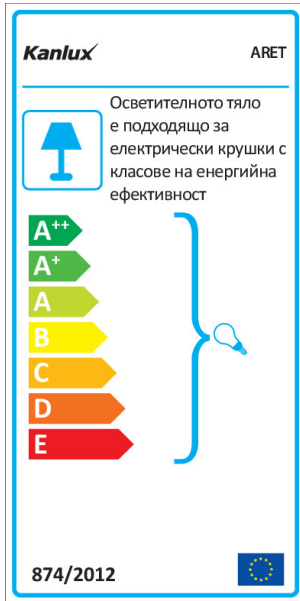 Kanlux
ARET
Осветителното тяло
е подходящо за
електрически крушки с
класове на енергийна
ефективност
A++
A+
A
B
C
D
E
874/2012